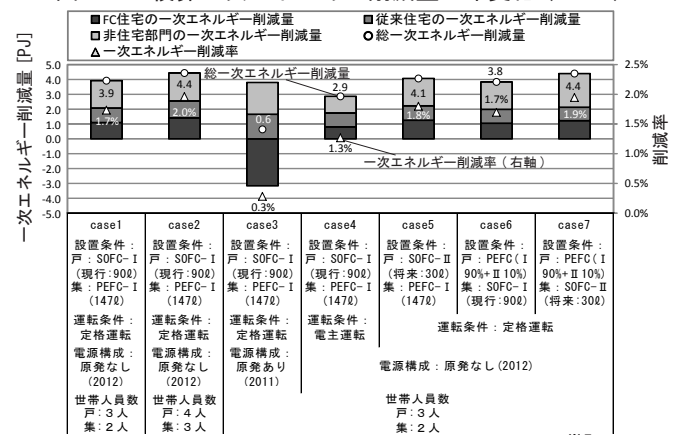 ■FC住宅の一次エネルギー削減量 ■従来住宅の一次エネルギー削減量
■非住宅部門の一次エネルギー削減量 ○総一次エネルギー削減量
△一次エネルギー削減率
一次エネルギー削減量 [PJ]
5.0
4.0
3.0
2.0
1.0
0.0
-1.0
-2.0
-3.0
-4.0
-5.0
2.5%
2.0%
1.5%
1.0%
0.5%
0.0%
削減率
総一次エネルギー削減量
一次エネルギー削減率(右軸)
3.9 4.4 0.6 2.9 4.1 3.8 4.4
1.7% 2.0% 0.3% 1.3% 1.8% 1.7% 1.9%
case1 case2 case3 case4 case5 case6 case7
設置条件: 設置条件: 設置条件: 設置条件: 設置条件: 設置条件: 設置条件:
戸:SOFC-Ⅰ 戸:SOFC-Ⅰ 戸:SOFC-Ⅰ 戸:SOFC-Ⅰ 戸:SOFC-Ⅱ 戸:PEFC(Ⅰ 戸:PEFC(Ⅰ
(現行:90ℓ) (現行:90ℓ) (現行:90ℓ) (現行:90ℓ) (将来:30ℓ) 90%+Ⅱ10%) 90%+Ⅱ10%)
集:PEFC-Ⅰ 集:PEFC-Ⅰ 集:PEFC-Ⅰ 集:PEFC-Ⅰ 集:PEFC-Ⅰ 集:SOFC-Ⅰ 集:SOFC-Ⅱ
(147ℓ) (147ℓ) (147ℓ) (147ℓ) (147ℓ) (現行:90ℓ) (将来:30ℓ)
運転条件: 運転条件: 運転条件: 運転条件: 運転条件:定格運転
定格運転 定格運転 定格運転 電主運転
電源構成: 電源構成: 電源構成: 電源構成:原発なし(2012)
原発なし 原発なし 原発あり
(2012) (2012) (2011)
世帯人員数 世帯人員数 世帯人員数
戸:3人 戸:4人 戸:3人
集:2人 集:3人 集:2人